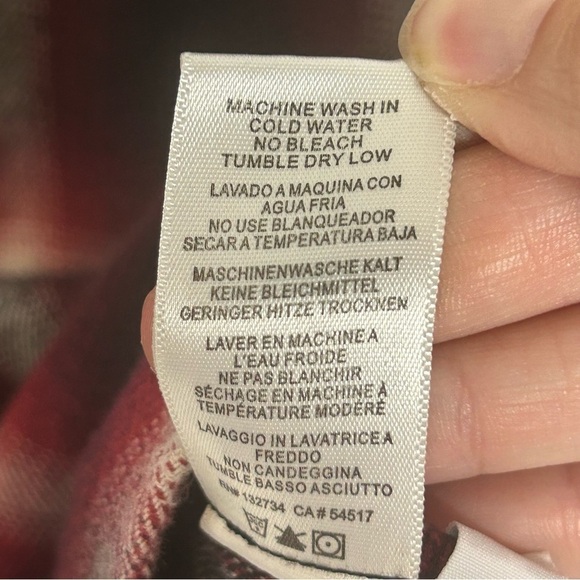 MACHINE WASH IN
COLD WATER
NO BLEACH
TUMBLE DRY LOW
LAVADO A MAQUINA CON
AGUA FRIA
NO USE BLANQUEADOR
SECAR A TEMPERATURA BAJA
MASCHINENWASCHE KALT
KEINE BLEICHMITTEL
GERINGER HITZE TROCKNEN
LAVER EN MACHINE A
L'EAU FROIDE
NE PAS BLANCHIR
SÉCHAGE EN MACHINE À
TEMPÉRATURE MODÉRÉ
LAVAGGIO IN LAVATRICE A
FREDDO
NON CANDEGGINA
TUMBLE BASSO ASCIUTTO
RN# 132734 CA # 54517